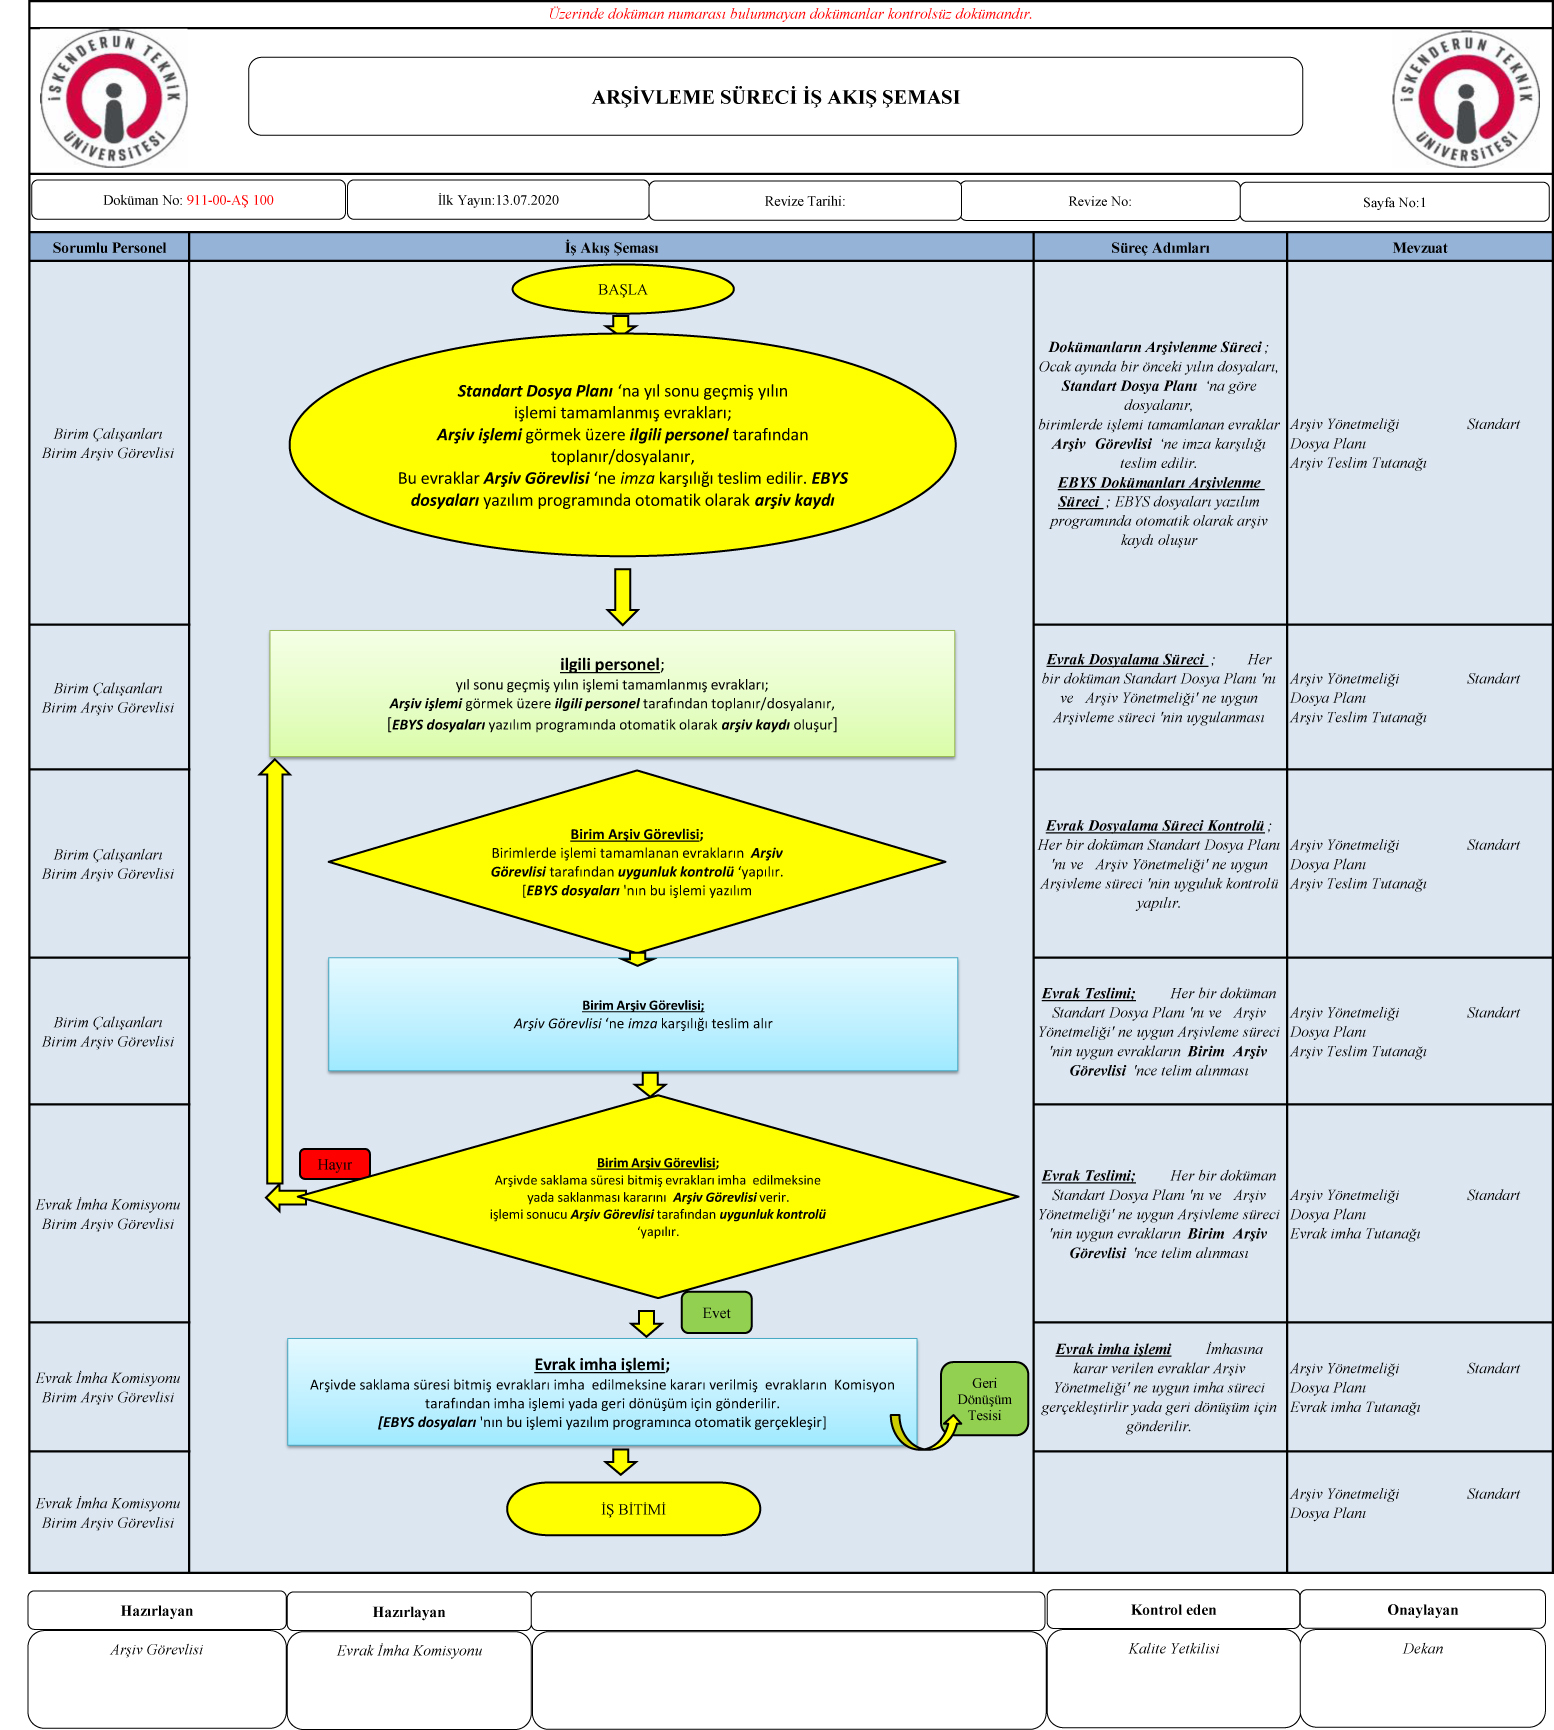 Üzerinde doküman numarası bulunmayan dokümanlar kontrolsüz dokümandır.
İSKENDERUN TEKNİK
ÜNİVERSİTESİ
ARŞİVLEME SÜRECİ İŞ AKIŞ ŞEMASI
İSKENDERUN TEKNİK
ÜNİVERSİTESİ
Doküman No: 911-00-AŞ 100
İlk Yayın:13.07.2020
Revize Tarihi:
Revize No:
Sayfa No:1
Sorumlu Personel
İş Akış Şeması
Süreç Adımları
Mevzuat
Birim Çalışanları
Birim Arşiv Görevlisi
BAŞLA
Standart Dosya Planı ‘na yıl sonu geçmiş yılın
işlemi tamamlanmış evrakları;
Arşiv işlemi görmek üzere ilgili personel tarafından
toplanır/dosyalanır,
Bu evraklar Arşiv Görevlisi ‘ne imza karşılığı teslim edilir. EBYS
dosyaları yazılım programında otomatik olarak arşiv kaydı
Dokümanların Arşivlenme Süreci ;
Ocak ayında bir önceki yılın dosyaları,
Standart Dosya Planı ‘na göre
dosyalanır,
birimlerde işlemi tamamlanan evraklar
Arşiv Görevlisi ‘ne imza karşılığı
teslim edilir.
EBYS Dokümanları Arşivlenme
Süreci ; EBYS dosyaları yazılım
programında otomatik olarak arşiv
kaydı oluşur
Arşiv Yönetmeliği Standart
Dosya Planı
Arşiv Teslim Tutanağı
Birim Çalışanları
Birim Arşiv Görevlisi
ilgili personel;
yıl sonu geçmiş yılın işlemi tamamlanmış evrakları;
Arşiv işlemi görmek üzere ilgili personel tarafından toplanır/dosyalanır,
[EBYS dosyaları yazılım programında otomatik olarak arşiv kaydı oluşur]
Evrak Dosyalama Süreci ; Her
bir doküman Standart Dosya Planı 'nı
ve Arşiv Yönetmeliği' ne uygun
Arşivleme süreci 'nin uygulanması
Arşiv Yönetmeliği Standart
Dosya Planı
Arşiv Teslim Tutanağı
Birim Çalışanları
Birim Arşiv Görevlisi
Birim Arşiv Görevlisi;
Birimlerde işlemi tamamlanan evrakların Arşiv
Görevlisi tarafından uygunluk kontrolü ‘yapılır.
[EBYS dosyaları 'nın bu işlemi yazılım
Evrak Dosyalama Süreci Kontrolü ;
Her bir doküman Standart Dosya Planı
'nı ve Arşiv Yönetmeliği' ne uygun
Arşivleme süreci 'nin uyguluk kontrolü
yapılır.
Arşiv Yönetmeliği Standart
Dosya Planı
Arşiv Teslim Tutanağı
Birim Çalışanları
Birim Arşiv Görevlisi
Birim Arşiv Görevlisi;
Arşiv Görevlisi ‘ne imza karşılığı teslim alır
Evrak Teslimi; Her bir doküman
Standart Dosya Planı 'nı ve Arşiv
Yönetmeliği' ne uygun Arşivleme süreci
'nin uygun evrakların Birim Arşiv
Görevlisi 'nce telim alınması
Arşiv Yönetmeliği Standart
Dosya Planı
Arşiv Teslim Tutanağı
Evrak İmha Komisyonu
Birim Arşiv Görevlisi
Hayır
Birim Arşiv Görevlisi;
Arşivde saklama süresi bitmiş evrakları imha edilmeksine
yada saklanması kararını Arşiv Görevlisi verir.
işlemi sonucu Arşiv Görevlisi tarafından uygunluk kontrolü
‘yapılır.
Evet
Evrak Teslimi; Her bir doküman
Standart Dosya Planı 'nı ve Arşiv
Yönetmeliği' ne uygun Arşivleme süreci
'nin uygun evrakların Birim Arşiv
Görevlisi 'nce telim alınması
Arşiv Yönetmeliği Standart
Dosya Planı
Evrak imha Tutanağı
Evrak İmha Komisyonu
Birim Arşiv Görevlisi
Evrak imha işlemi;
Arşivde saklama süresi bitmiş evrakları imha edilmeksine kararı verilmiş evrakların Komisyon
tarafından imha işlemi yada geri dönüşüm için gönderilir.
[EBYS dosyaları 'nın bu işlemi yazılım programınca otomatik gerçekleşir]
Geri
Dönüşüm
Tesisi
Evrak imha işlemi İmhasına
karar verilen evraklar Arşiv
Yönetmeliği' ne uygun imha süreci
gerçekleştirlir yada geri dönüşüm için
gönderilir.
Arşiv Yönetmeliği Standart
Dosya Planı
Evrak imha Tutanağı
Evrak İmha Komisyonu
Birim Arşiv Görevlisi
İŞ BİTİMİ
Arşiv Yönetmeliği Standart
Dosya Planı
Hazırlayan
Hazırlayan
Kontrol eden
Onaylayan
Arşiv Görevlisi
Evrak İmha Komisyonu
Kalite Yetkilisi
Dekan